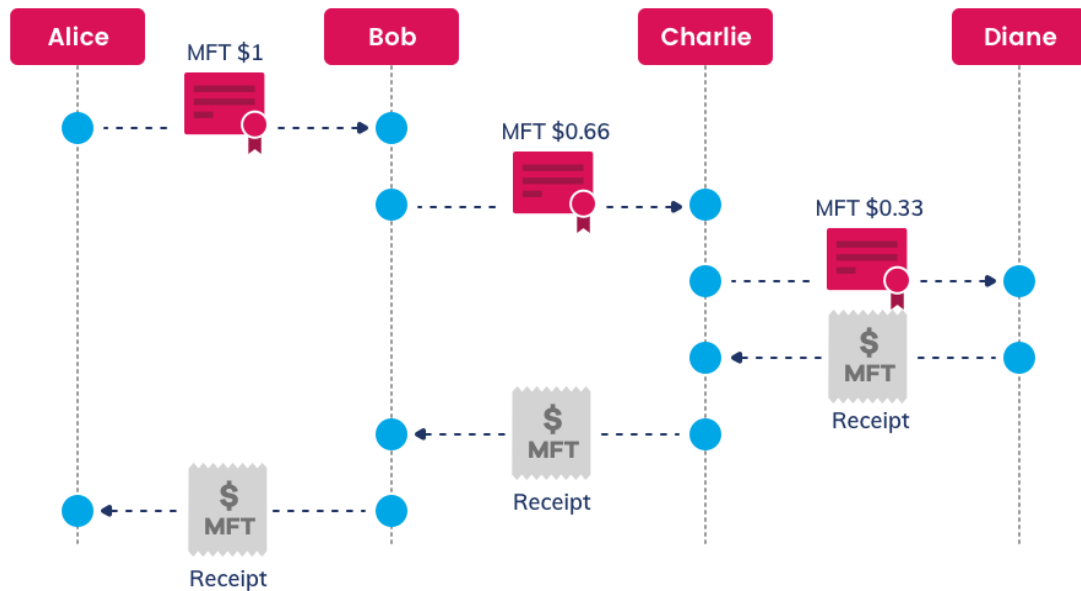 Alice
Bob
Charlie
Diane
MFT $1
MFT $0.66
MFT $0.33
$
MFT
Receipt
$
MFT
Receipt
$
MFT
Receipt